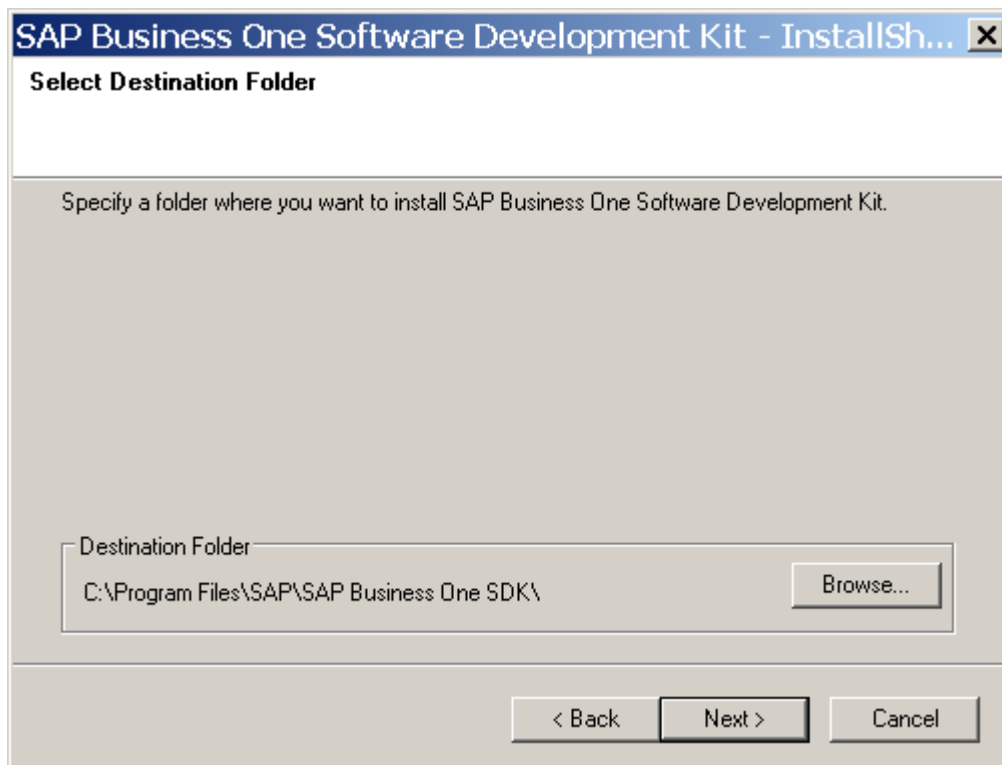 SAP Business One Software Development Kit - InstallSh...
Select Destination Folder
Specify a folder where you want to install SAP Business One Software Development Kit.
Destination Folder
C:\Program Files\SAP\SAP Business One SDK\
Browse...
< Back
Next >
Cancel